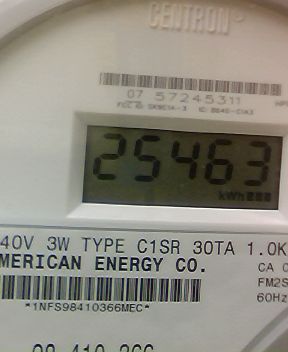 CENTRON®
07 57245311
25463
kWh
40V 3W TYPE C1SR 30TA 1.0K
MERICAN ENERGY CO.
CA 0
FM2S
60Hz
*1NFS98410366MEC*